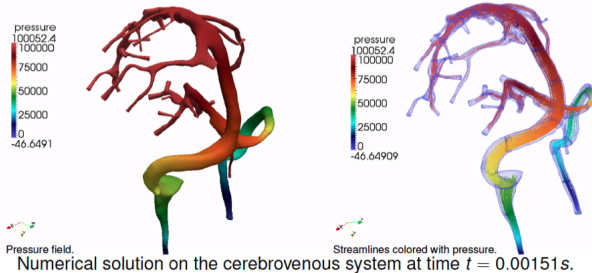 pressure
100052.4
100000
75000
50000
25000
0
-46.6491
Pressure field.
pressure
100052.4
100000
75000
50000
25000
0
-46.64909
Streamlines colored with pressure.
Numerical solution on the cerebrovenous system at time t = 0.00151s.